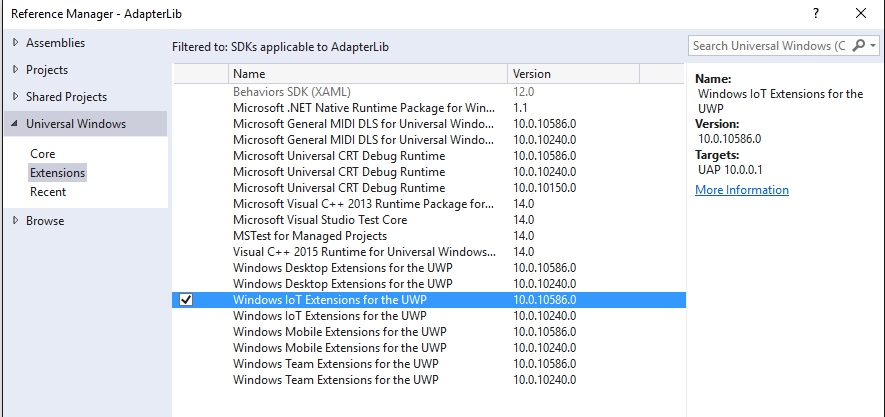 Reference Manager - AdapterLib
?
Assemblies
Projects
Shared Projects
Universal Windows
Core
Extensions
Recent
Browse
Filtered to: SDKs applicable to AdapterLib
Name Version
Behaviors SDK (XAML) 12.0
Microsoft .NET Native Runtime Package for Win... 1.1
Microsoft General MIDI DLS for Universal Windo... 10.0.10586.0
Microsoft General MIDI DLS for Universal Windo... 10.0.10240.0
Microsoft Universal CRT Debug Runtime 10.0.10586.0
Microsoft Universal CRT Debug Runtime 10.0.10240.0
Microsoft Universal CRT Debug Runtime 10.0.10150.0
Microsoft Visual C++ 2013 Runtime Package for... 14.0
Microsoft Visual Studio Test Core 14.0
MSTest for Managed Projects 14.0
Visual C++ 2015 Runtime for Universal Windows... 14.0
Windows Desktop Extensions for the UWP 10.0.10586.0
Windows Desktop Extensions for the UWP 10.0.10240.0
Windows IoT Extensions for the UWP 10.0.10586.0
Windows IoT Extensions for the UWP 10.0.10240.0
Windows Mobile Extensions for the UWP 10.0.10586.0
Windows Mobile Extensions for the UWP 10.0.10240.0
Windows Team Extensions for the UWP 10.0.10586.0
Windows Team Extensions for the UWP 10.0.10240.0
Search Universal Windows (C
Name:
Windows IoT Extensions for the
UWP
Version:
10.0.10586.0
Targets:
UAP 10.0.0.1
More Information